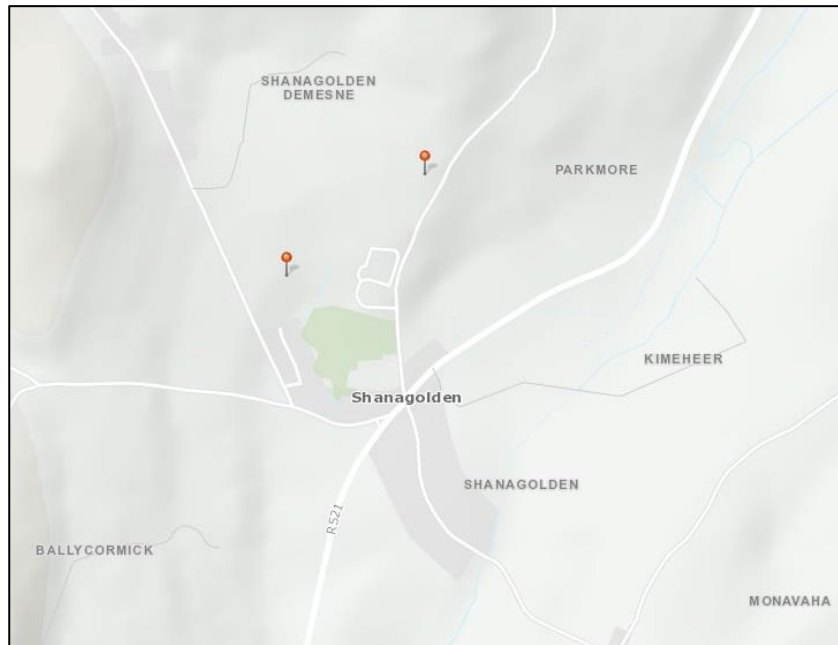 SHANAGOLDEN
DEMESNE
PARKMORE
KIMEHEER
Shanagolden
SHANAGOLDEN
R521
BALLYCORMICK
MONAVAHA